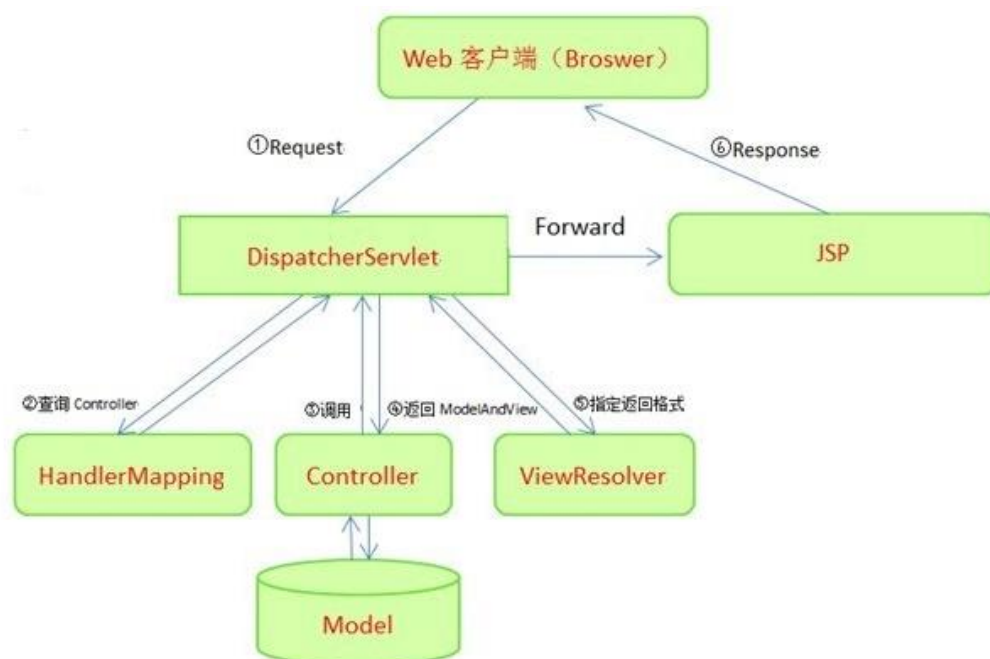 Web 客户端（Broswer）
①Request
⑥Response
DispatcherServlet
Forward
JSP
②查询 Controller
③调用
④返回 ModelAndView
⑤指定返回格式
HandlerMapping
Controller
ViewResolver
Model